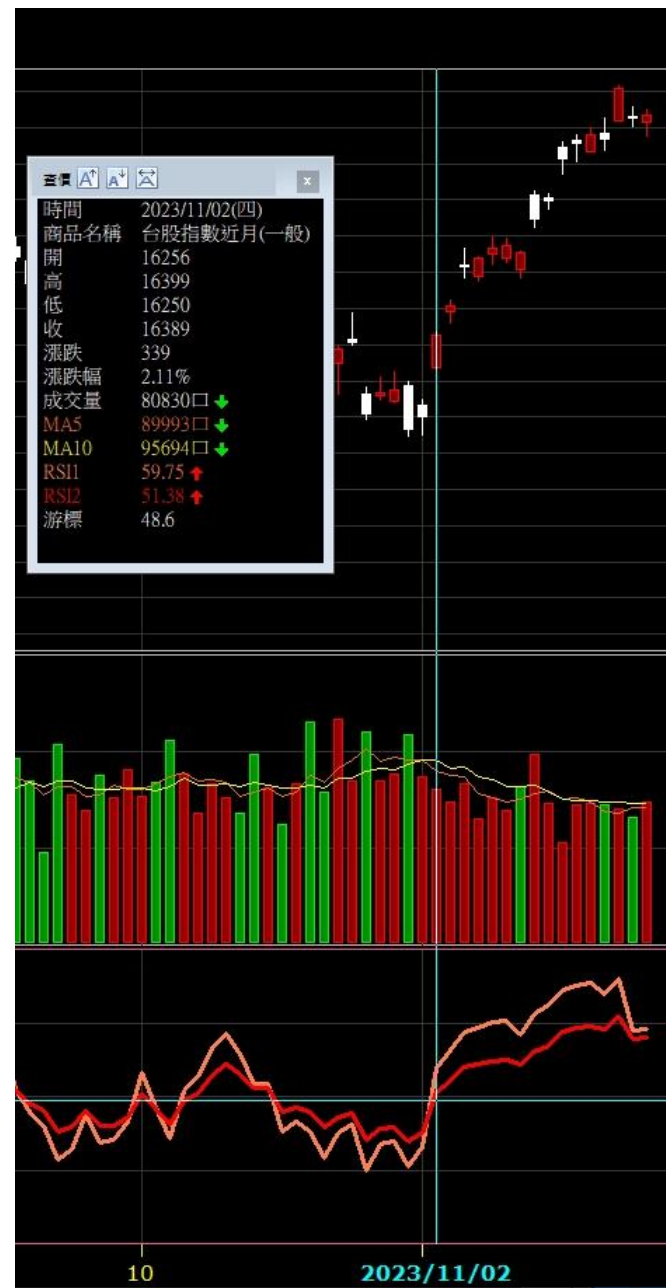 查價 A A A x
時間 2023/11/02(四)
商品名稱 台股指數近月(一般)
開 16256
高 16399
低 16250
收 16389
漲跌 339
漲跌幅 2.11%
成交量 80830口
MA5 89993口
MA10 95694口
RSI1 59.75
RSI2 51.38
游標 48.6
10 2023/11/02